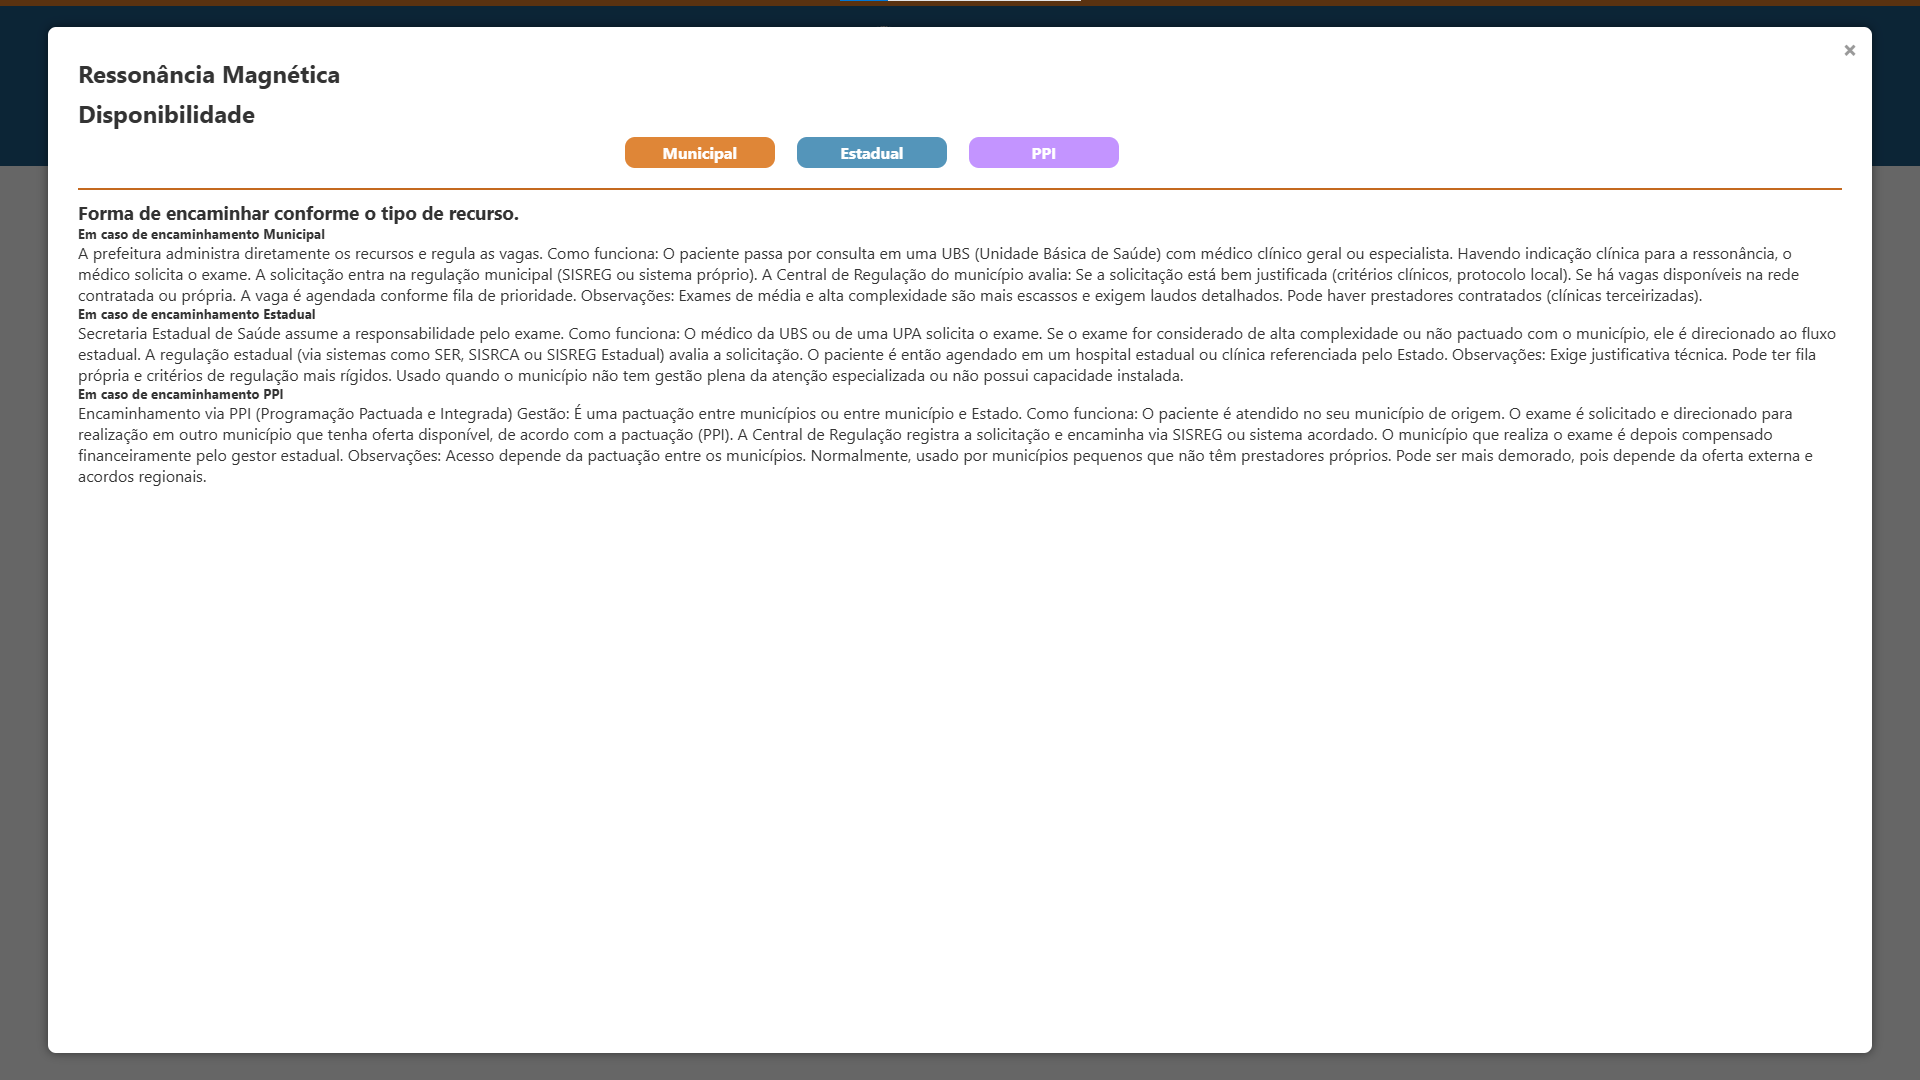 ×
Ressonância Magnética
Disponibilidade
Municipal
Estadual
PPI
Forma de encaminhar conforme o tipo de recurso.
Em caso de encaminhamento Municipal
A prefeitura administra diretamente os recursos e regula as vagas. Como funciona: O paciente passa por consulta em uma UBS (Unidade Básica de Saúde) com médico clínico geral ou especialista. Havendo indicação clínica para a ressonância, o
médico solicita o exame. A solicitação entra na regulação municipal (SISREG ou sistema próprio). A Central de Regulação do município avalia: Se a solicitação está bem justificada (critérios clínicos, protocolo local). Se há vagas disponíveis na rede
contratada ou própria. A vaga é agendada conforme fila de prioridade. Observações: Exames de média e alta complexidade são mais escassos e exigem laudos detalhados. Pode haver prestadores contratados (clínicas terceirizadas).
Em caso de encaminhamento Estadual
Secretaria Estadual de Saúde assume a responsabilidade pelo exame. Como funciona: O médico da UBS ou de uma UPA solicita o exame. Se o exame for considerado de alta complexidade ou não pactuado com o município, ele é direcionado ao fluxo
estadual. A regulação estadual (via sistemas como SER, SISRCA ou SISREG Estadual) avalia a solicitação. O paciente é então agendado em um hospital estadual ou clínica referenciada pelo Estado. Observações: Exige justificativa técnica. Pode ter fila
própria e critérios de regulação mais rígidos. Usado quando o município não tem gestão plena da atenção especializada ou não possui capacidade instalada.
Em caso de encaminhamento PPI
Encaminhamento via PPI (Programação Pactuada e Integrada) Gestão: É uma pactuação entre municípios ou entre município e Estado. Como funciona: O paciente é atendido no seu município de origem. O exame é solicitado e direcionado para
realização em outro município que tenha oferta disponível, de acordo com a pactuação (PPI). A Central de Regulação registra a solicitação e encaminha via SISREG ou sistema acordado. O município que realiza o exame é depois compensado
financeiramente pelo gestor estadual. Observações: Acesso depende da pactuação entre os municípios. Normalmente, usado por municípios pequenos que não têm prestadores próprios. Pode ser mais demorado, pois depende da oferta externa e
acordos regionais.